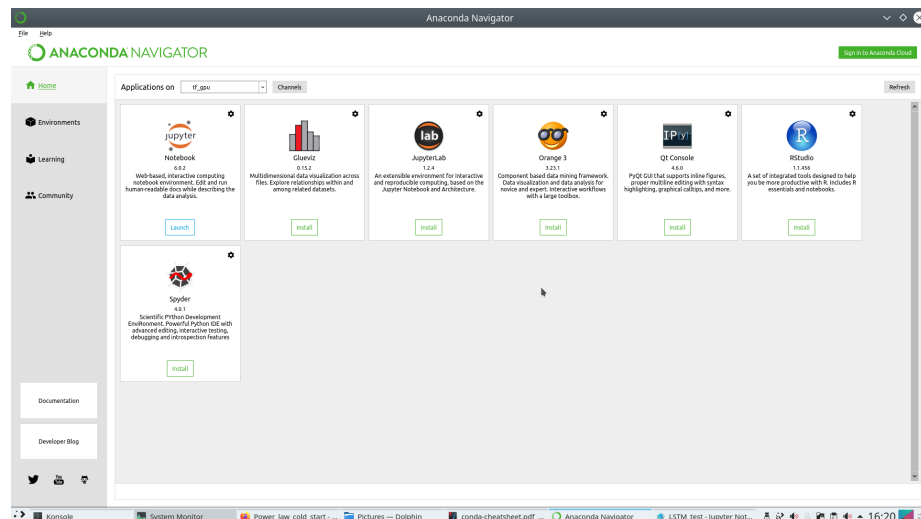 Anaconda Navigator
File Help
ANACONDA NAVIGATOR
Sign in to Anaconda Cloud
Home
Applications on tf_gpu Channels Refresh
Environments
Learning
Community
jupyter
Notebook
6.0.2
Web-based, interactive computing
notebook environment. Edit and run
human-readable docs while describing the
data analysis.
Launch
Glueviz
0.15.2
Multidimensional data visualization across
files. Explore relationships within and
among related datasets.
Install
lab
JupyterLab
1.2.4
An extensible environment for interactive
and reproducible computing, based on the
Jupyter Notebook and Architecture.
Install
Orange 3
3.23.1
Component based data mining framework.
Data visualization and data analysis for
novice and expert. Interactive workflows
with a large toolbox.
Install
IP[y]:
Qt Console
4.6.0
PyQt GUI that supports inline figures,
proper multiline editing with syntax
highlighting, graphical calltips, and more.
Install
R
RStudio
1.1.456
A set of integrated tools designed to help
you be more productive with R. Includes R
essentials and notebooks.
Install
Spyder
4.0.1
Scientific PYthon Development
EnviRonment. Powerful Python IDE with
advanced editing, interactive testing,
debugging and introspection features
Install
Documentation
Developer Blog
You Tube
Konsole System Monitor Power_law_cold_start - ... Pictures — Dolphin conda-cheatsheet.pdf ... Anaconda Navigator LSTM_test - Jupyter Not... 16:20